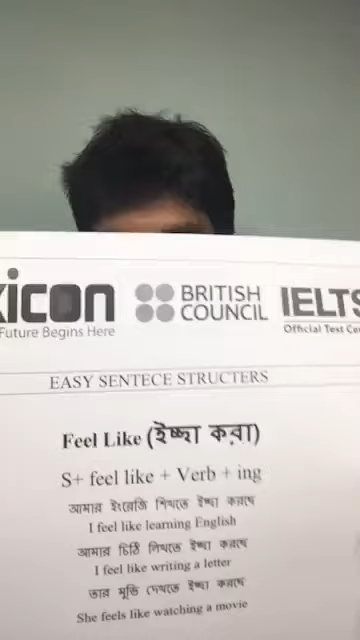 xicon
Future Begins Here
BRITISH
COUNCIL
IELTS
Official Test
EASY SENTECE STRUCTERS
Feel Like (ইচ্ছা করা)
S+ feel like + Verb + ing
আমার ইংরেজি শিখতে ইচ্ছা করছে
I feel like learning English
আমার চিঠি লিখতে ইচ্ছা করছে
I feel like writing a letter
তার মুভি দেখতে ইচ্ছা করছে
She feels like watching a movie